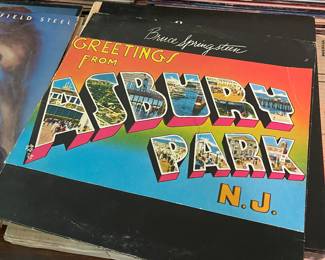 FIELD STEEL
Bruce Springsteen
GREETINGS
FROM
ASBURY
PARK
N.J.